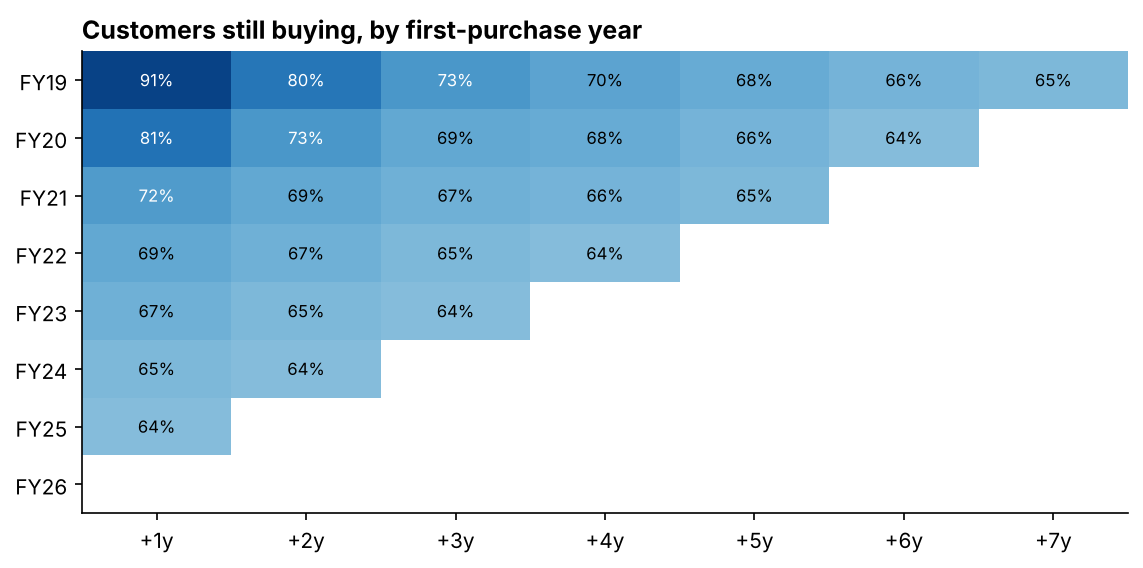 Customers still buying, by first-purchase year
FY19 91% 80% 73% 70% 68% 66% 65%
FY20 81% 73% 69% 68% 66% 64%
FY21 72% 69% 67% 66% 65%
FY22 69% 67% 65% 64%
FY23 67% 65% 64%
FY24 65% 64%
FY25 64%
FY26
+1y +2y +3y +4y +5y +6y +7y